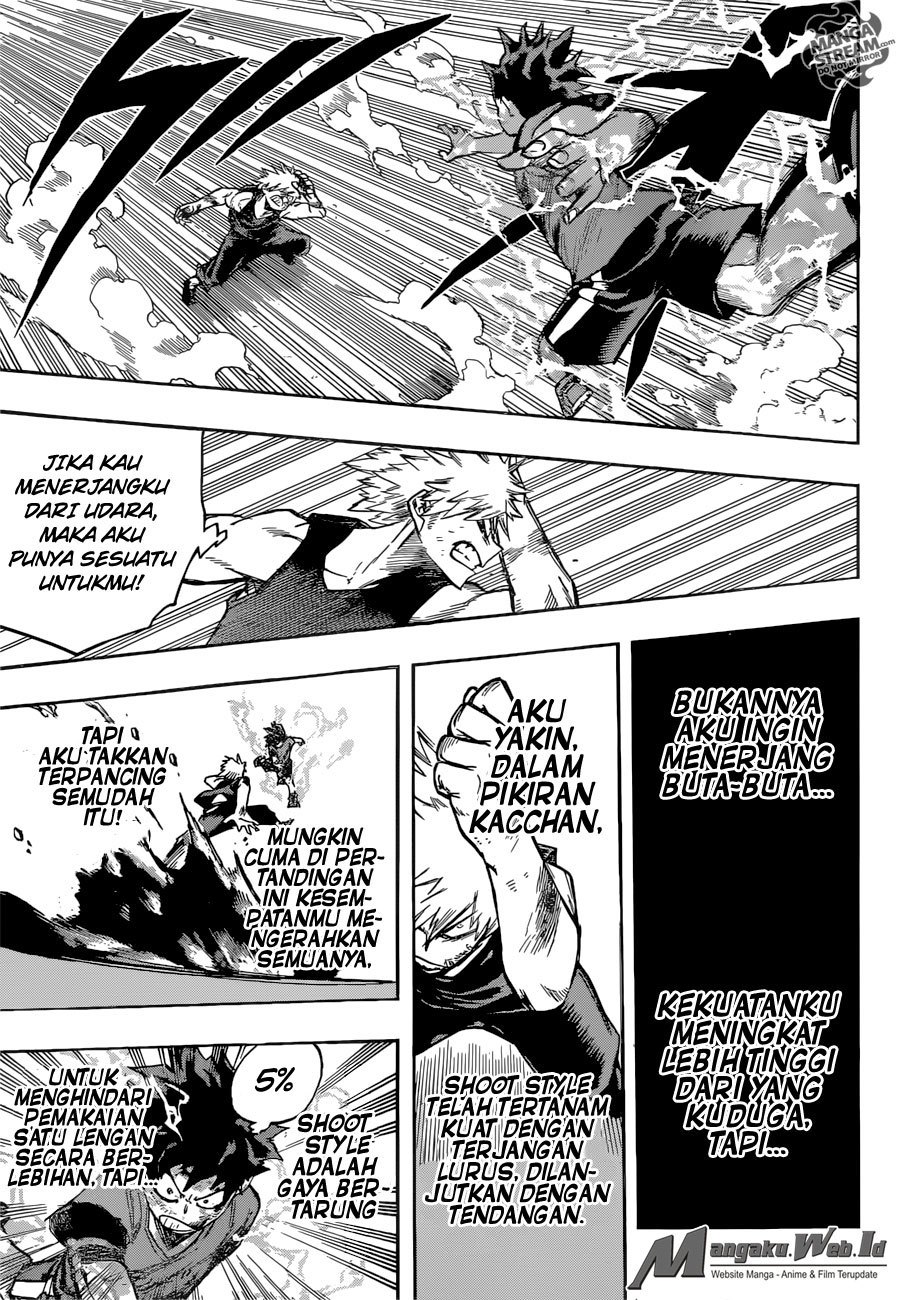 MANGA
STREAM.com
DO NOT MIRROR
JIKA KAU
MENERJANGKU
DARI UDARA,
MAKA AKU
PUNYA SESUATU
UNTUKMU!
BUKANNYA
AKU INGIN
MENERJANG
BUTA-BUTA...
KEKUATANKU
MENINGKAT
LEBIH TINGGI
DARI YANG
KUDUGA,
TAPI...
AKU
YAKIN,
DALAM
PIKIRAN
KACCHAN,
SHOOT STYLE
TELAH TERTANAM
KUAT DENGAN
TERJANGAN
LURUS, DILAN-
JUTKAN DENGAN
TENDANGAN.
TAPI
AKU TAKKAN
TERPANCING
SEMUDAH
ITU!
MUNGKIN
CUMA DI PER-
TANDINGAN
INI KESEM-
PATANMU ME-
NGERAHKAN
SEMUANYA,
5%
SHOOT
STYLE
ADALAH
GAYA BER-
TARUNG
UNTUK
MENGHINDARI
PEMAKAIAN
SATU LENGAN
SECARA BER-
LEBIHAN, TAPI...
Mangaku.Web.Id
Website Manga - Anime & Film Terupdate